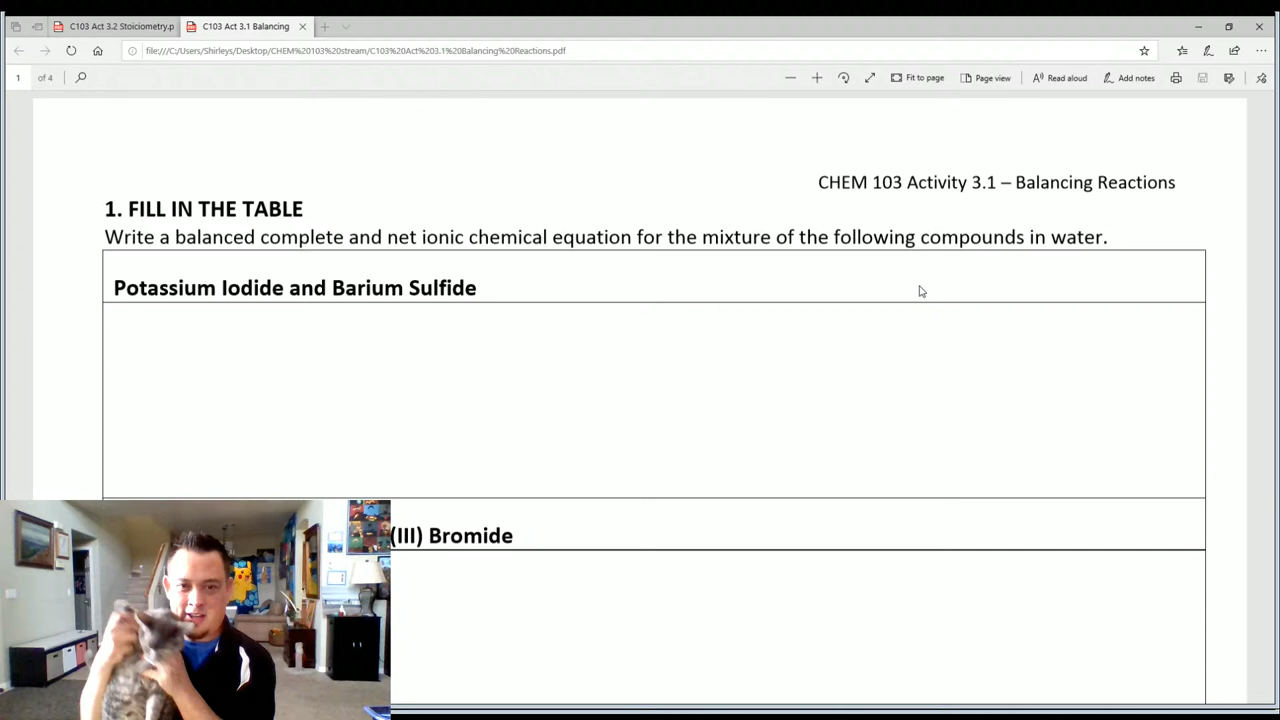 C103 Act 3.2 Stoiciometry.p
C103 Act 3.1 Balancing
file:///C:/Users/Shirleys/Desktop/CHEM%20103%20stream/C103%20Act%203.1%20Balancing%20Reactions.pdf
1 of 4
Fit to page
Page view
Read aloud
Add notes
CHEM 103 Activity 3.1 – Balancing Reactions
1. FILL IN THE TABLE
Write a balanced complete and net ionic chemical equation for the mixture of the following compounds in water.
Potassium Iodide and Barium Sulfide
(III) Bromide